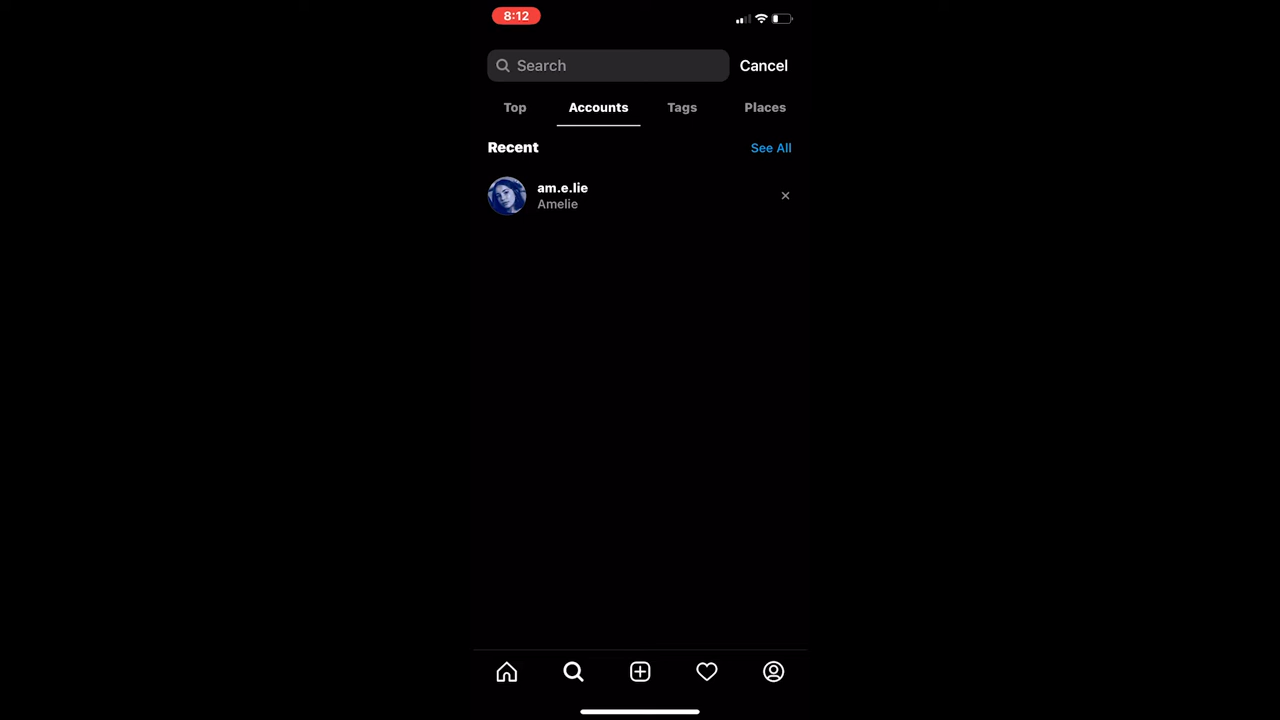 8:12
Search Cancel
Top Accounts Tags Places
Recent See All
am.e.lie
Amelie